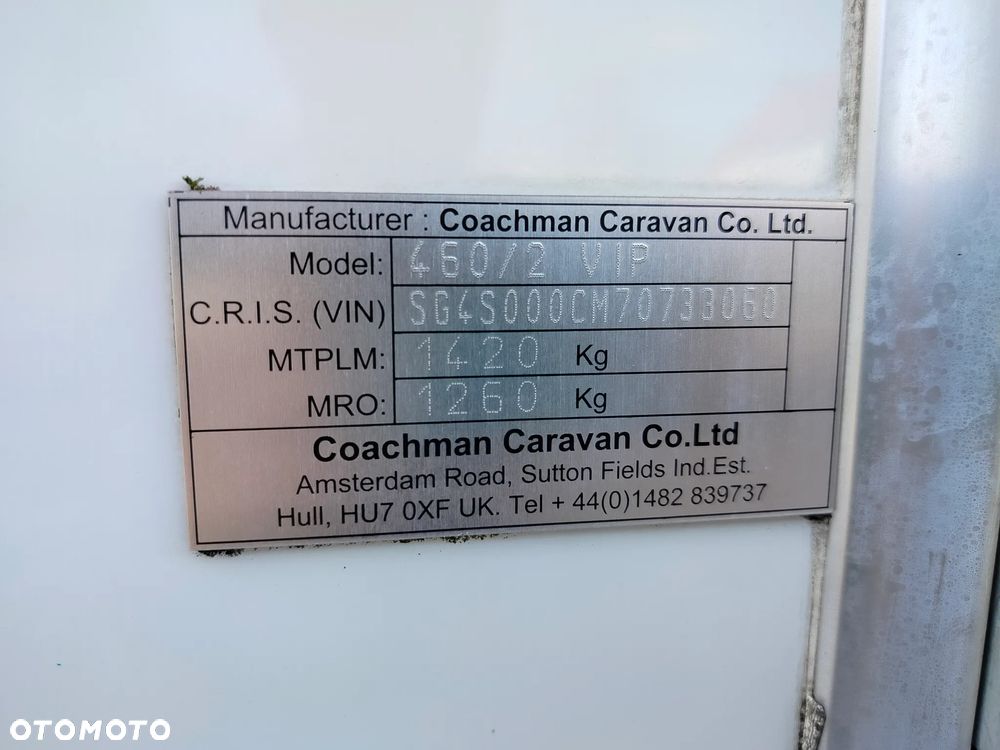 Manufacturer : Coachman Caravan Co. Ltd.
Model: 460/2 VIP
C.R.I.S. (VIN) SG4S000CM70733060
MTPLM: 1420 Kg
MRO: 1260 Kg
Coachman Caravan Co.Ltd
Amsterdam Road, Sutton Fields Ind.Est.
Hull, HU7 0XF UK. Tel + 44(0)1482 839737
OTOMOTO